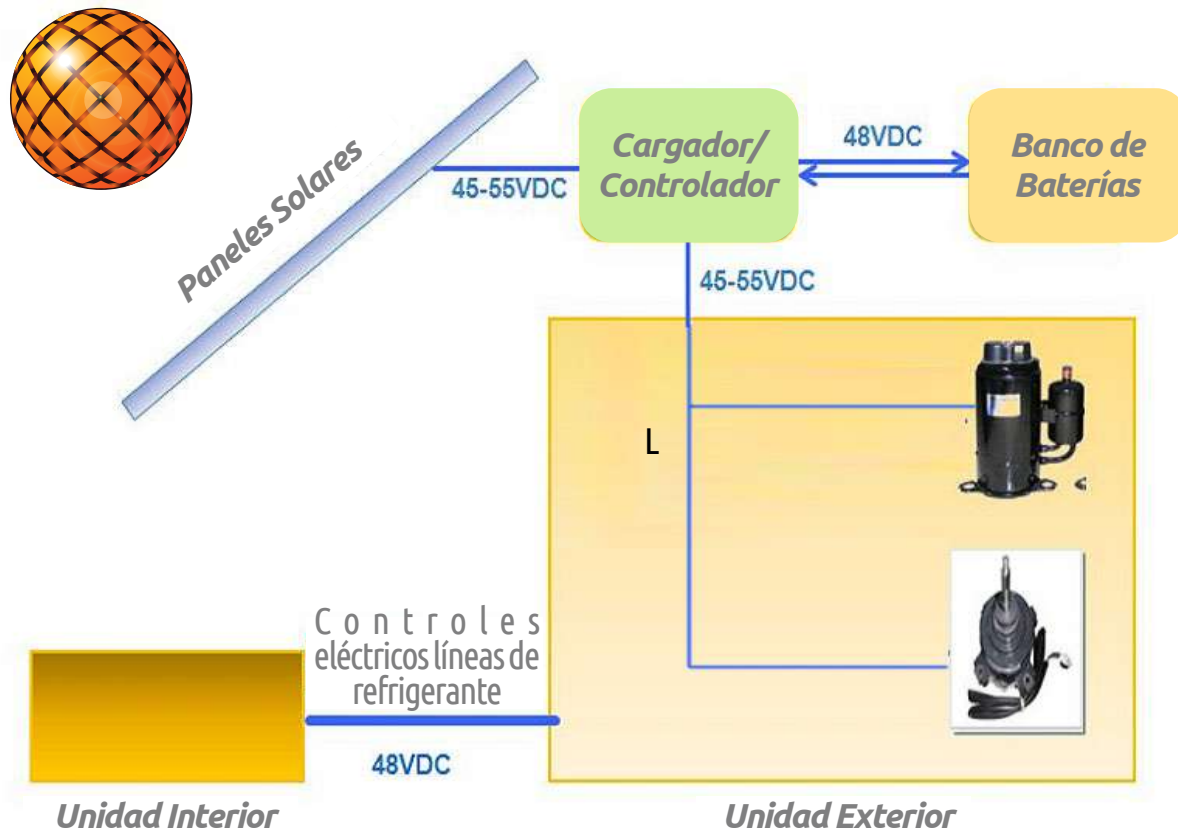 Paneles Solares
45-55VDC
Cargador/
Controlador
48VDC
Banco de
Baterías
45-55VDC
L
Controles
eléctricos líneas de
refrigerante
48VDC
Unidad Interior
Unidad Exterior